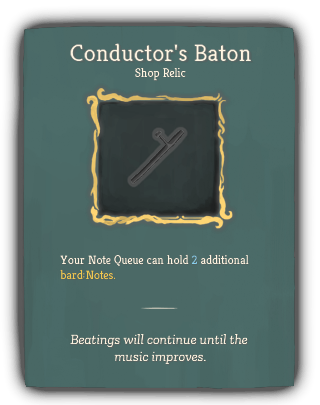 Conductor's Baton
Shop Relic
Your Note Queue can hold 2 additional
bard:Notes.
Beatings will continue until the
music improves.